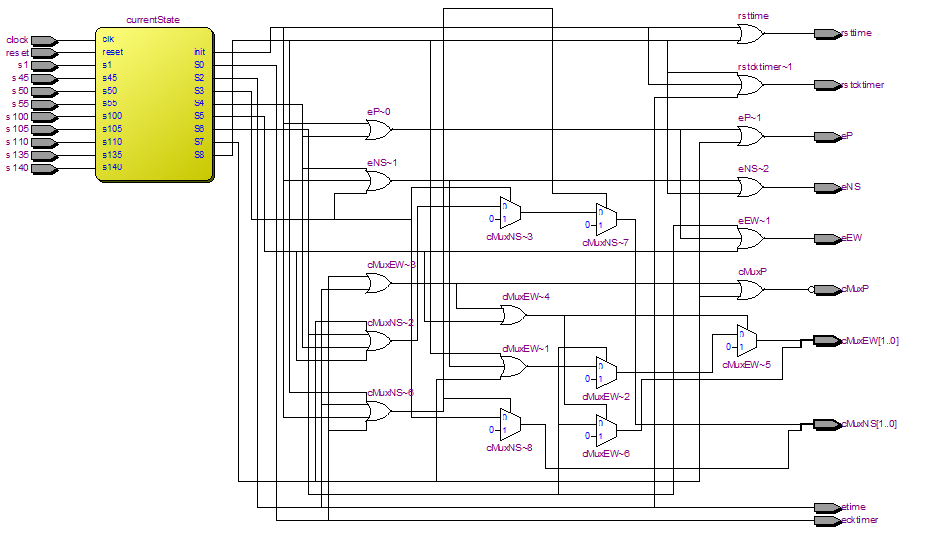 currentState
clock
reset
s1
s45
s50
s55
s100
s105
s110
s135
s140
clk
reset
s1
s45
s50
s55
s100
s105
s110
s135
s140
init
S0
S2
S3
S4
S5
S6
S7
S8
eP~0
eNS~1
0
0 1
cMuxNS~3
0
0 1
cMuxNS~7
cMuxEW~3
cMuxEW~4
cMuxNS~2
cMuxEW~1
0
0 1
cMuxEW~2
cMuxNS~6
0
0 1
cMuxNS~8
0
0 1
cMuxEW~6
rsttime
rsttime
rstcktimer~1
rstcktimer
eP~1
eP
eNS~2
eNS
eEW~1
eEW
cMuxP
cMuxP
0
0 1
cMuxEW~5
cMuxEW[1..0]
cMuxNS[1..0]
etime
ecktimer